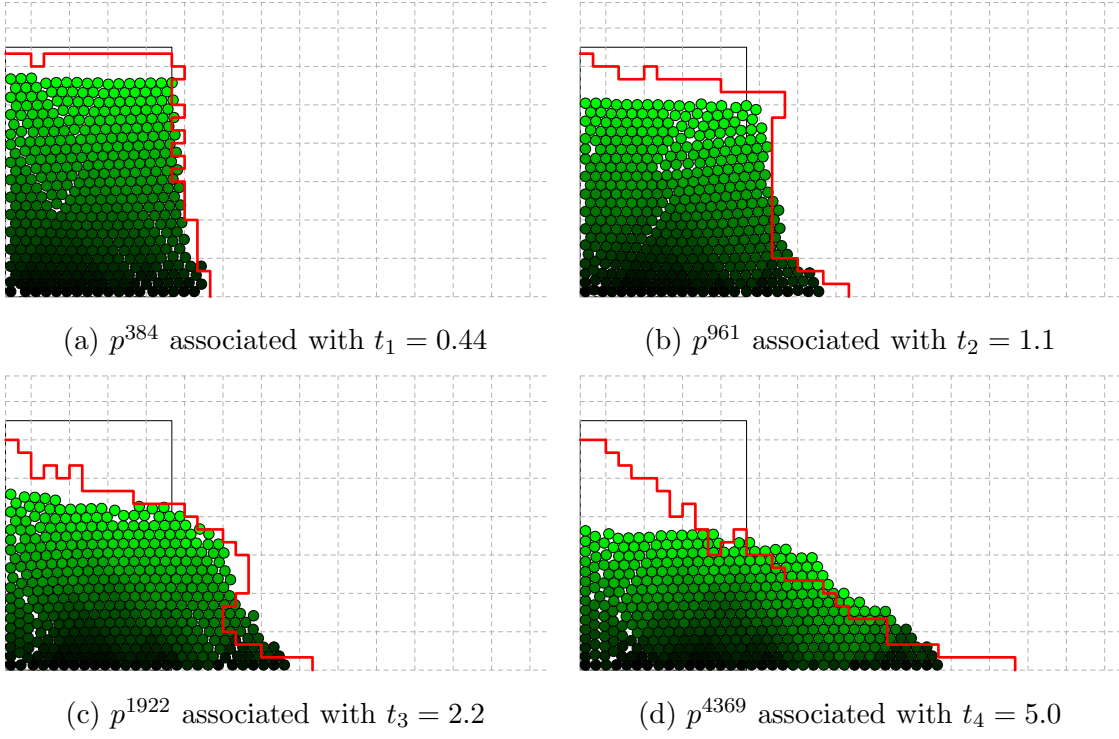 (a) $p^{384}$ associated with $t_1 = 0.44$
(b) $p^{961}$ associated with $t_2 = 1.1$
(c) $p^{1922}$ associated with $t_3 = 2.2$
(d) $p^{4369}$ associated with $t_4 = 5.0$